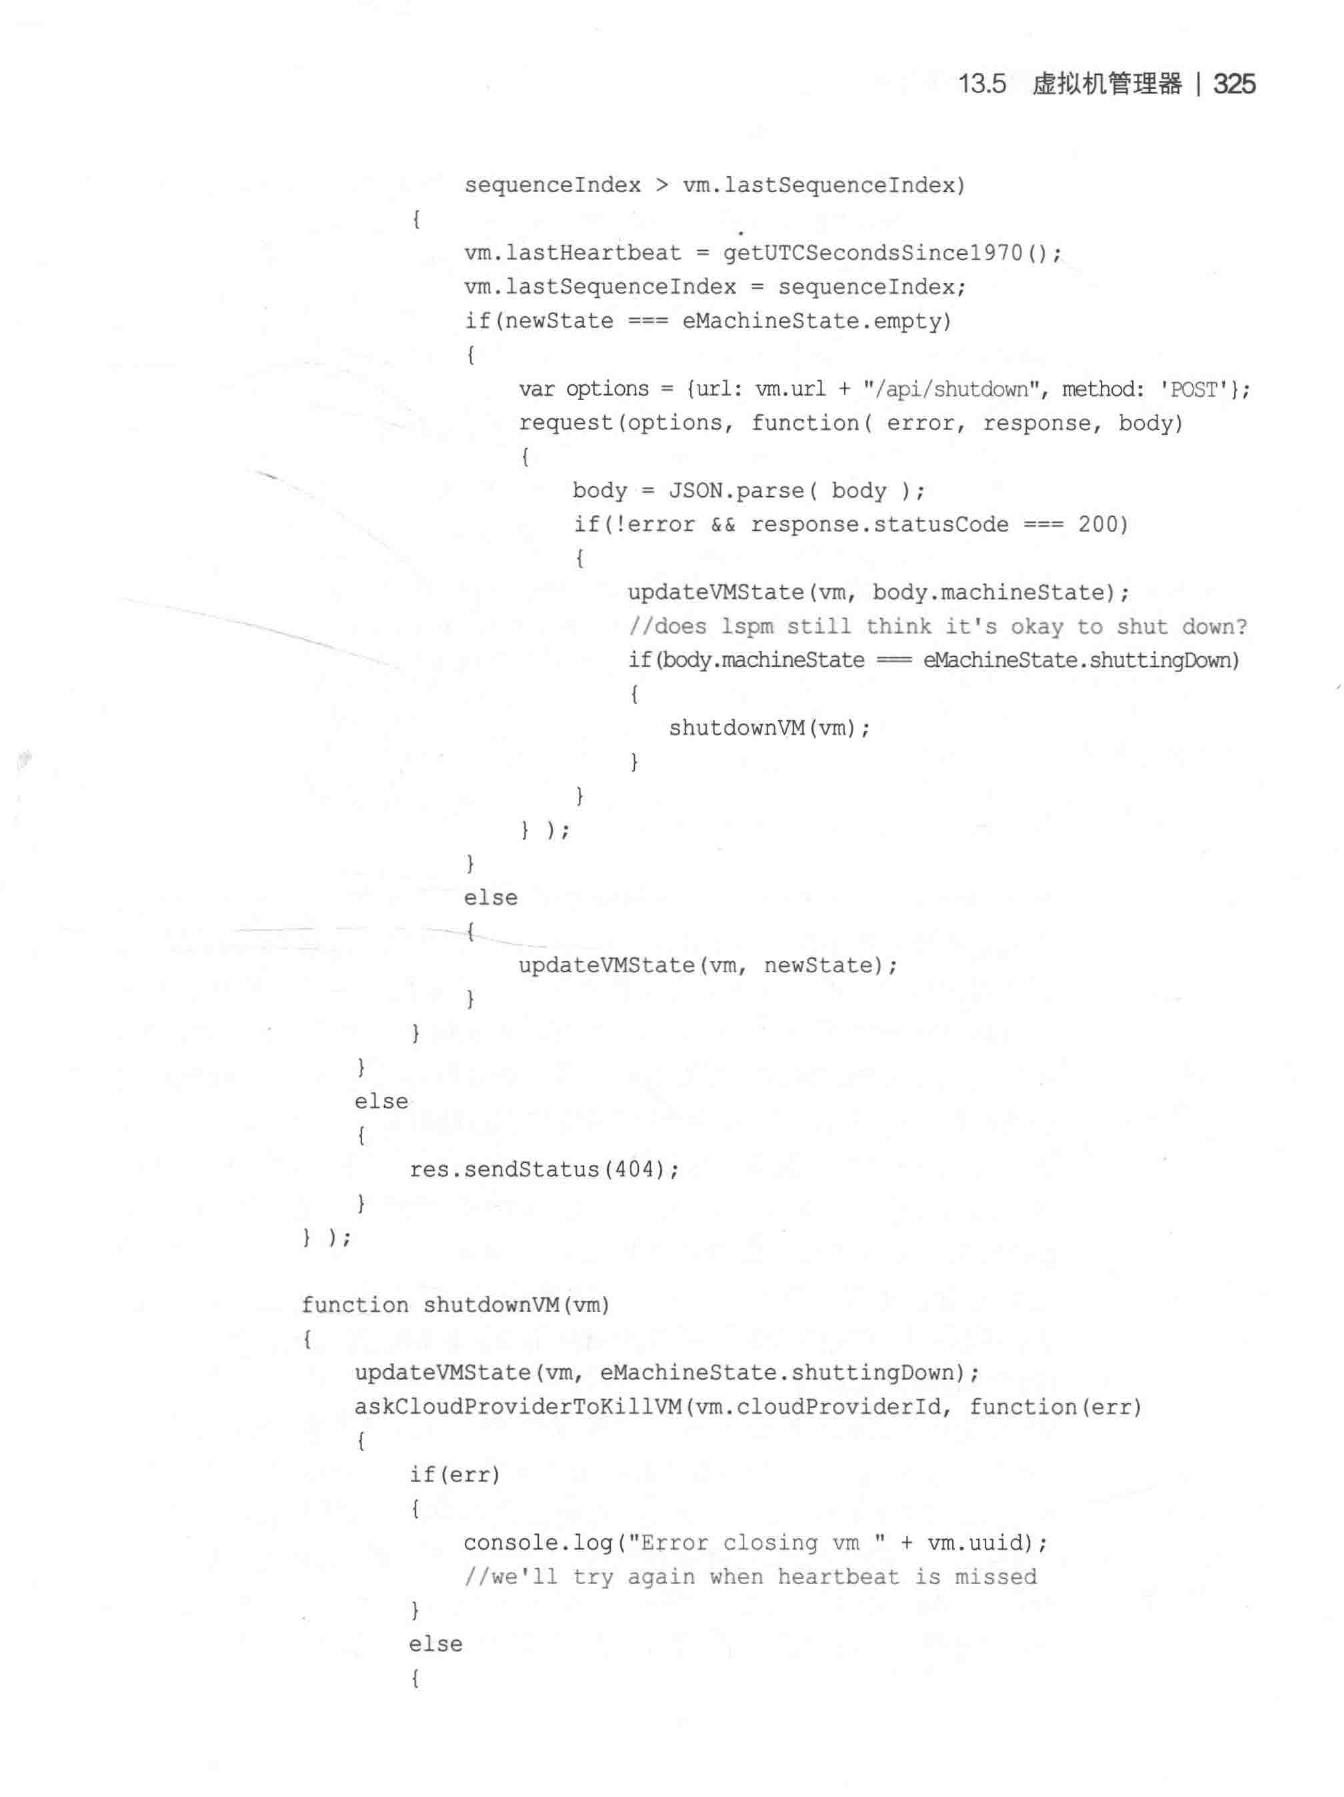 13.5 虚拟机管理器 | 325
sequenceIndex > vm.lastSequenceIndex)
{
vm.lastHeartbeat = getUTCSecondsSince1970();
vm.lastSequenceIndex = sequenceIndex;
if(newState === eMachineState.empty)
{
var options = {url: vm.url + "/api/shutdown", method: 'POST'};
request(options, function( error, response, body)
{
body = JSON.parse( body );
if(!error && response.statusCode === 200)
{
updateVMState(vm, body.machineState);
//does lspm still think it's okay to shut down?
if(body.machineState === eMachineState.shuttingDown)
{
shutdownVM(vm);
}
}
} );
}
else
{
updateVMState(vm, newState);
}
}
}
else
{
res.sendStatus(404);
}
} );
function shutdownVM(vm)
{
updateVMState(vm, eMachineState.shuttingDown);
askCloudProviderToKillVM(vm.cloudProviderId, function(err)
{
if(err)
{
console.log("Error closing vm " + vm.uuid);
//we'll try again when heartbeat is missed
}
else
{